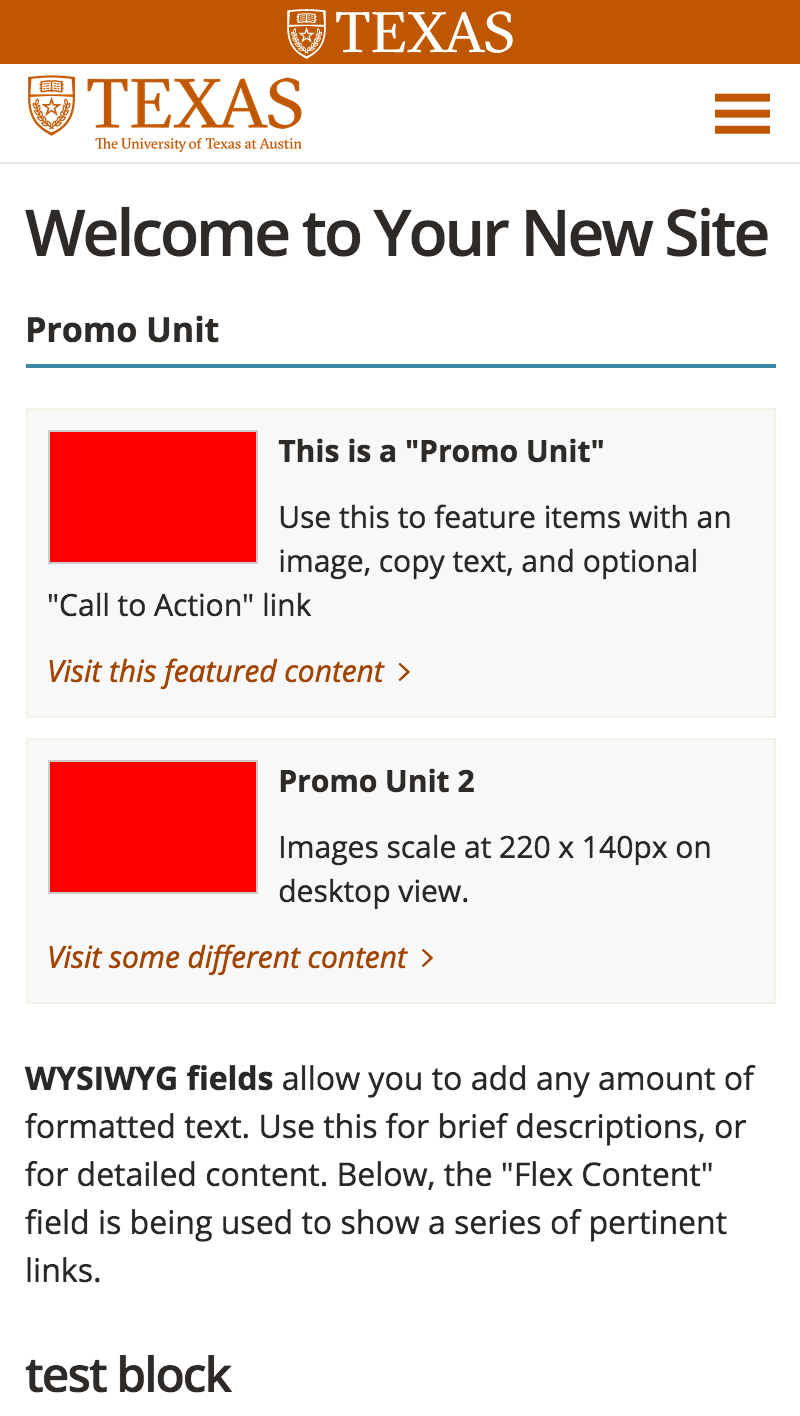 TEXAS
TEXAS
The University of Texas at Austin
Welcome to Your New Site
Promo Unit
This is a "Promo Unit"
Use this to feature items with an
image, copy text, and optional
"Call to Action" link
Visit this featured content
Promo Unit 2
Images scale at 220 x 140px on
desktop view.
Visit some different content
WYSIWYG fields allow you to add any amount of
formatted text. Use this for brief descriptions, or
for detailed content. Below, the "Flex Content"
field is being used to show a series of pertinent
links.
test block